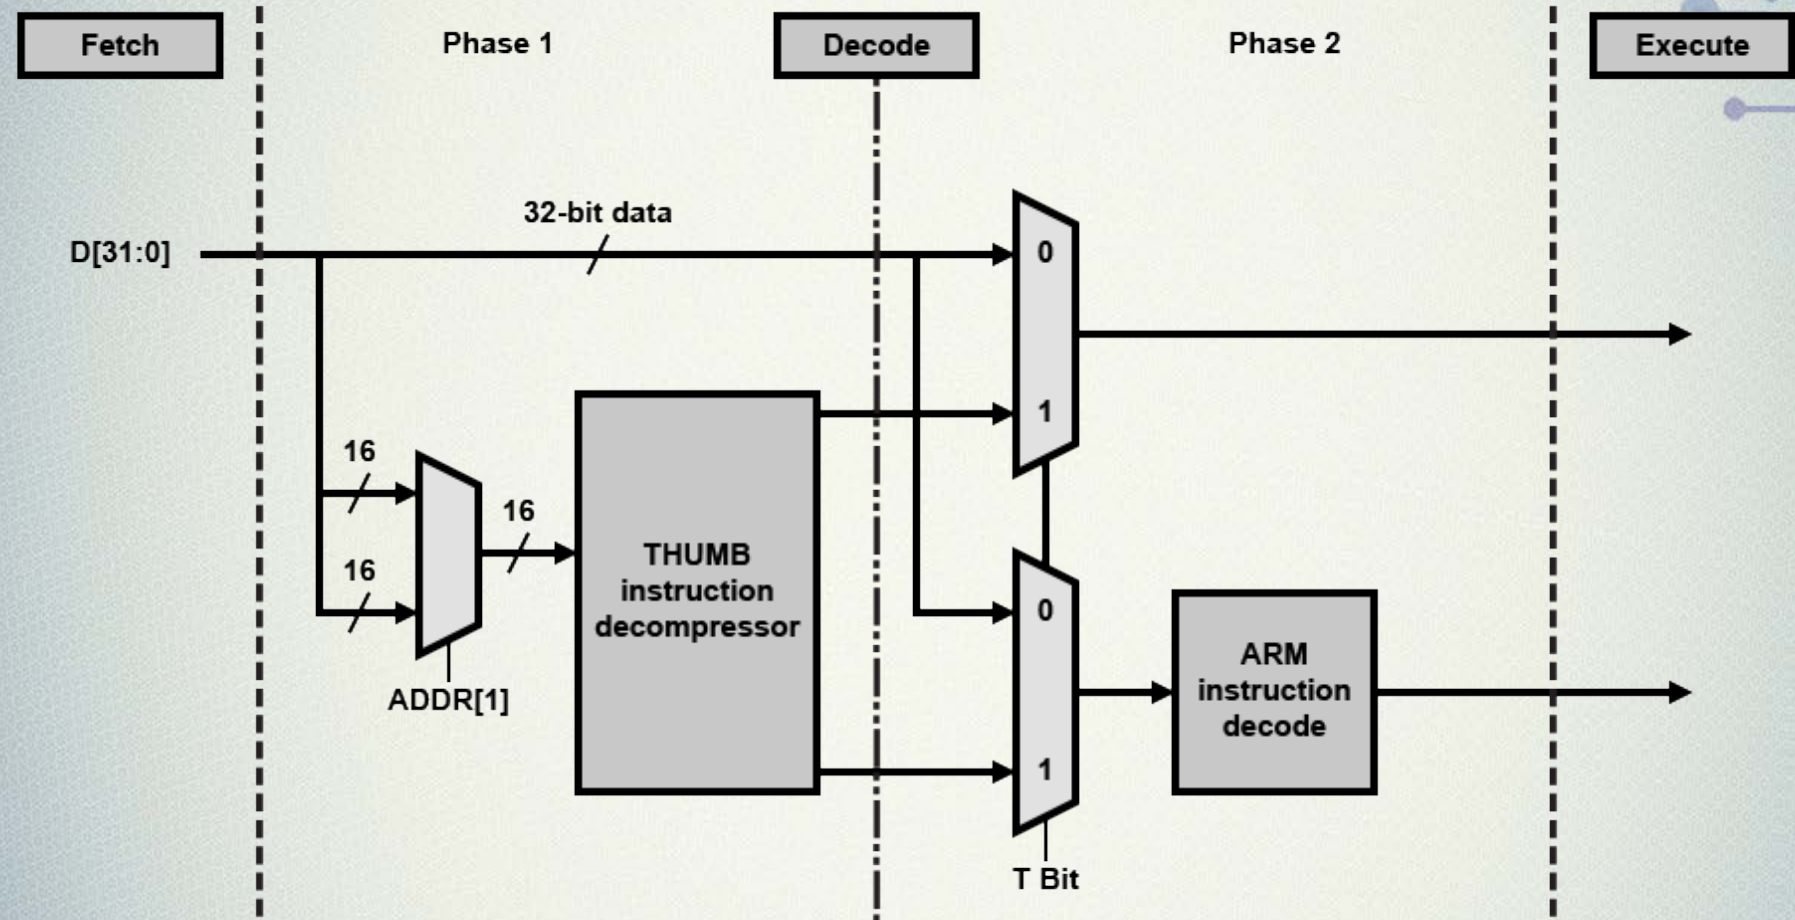 Fetch
Phase 1
Decode
Phase 2
Execute
32-bit data
D[31:0]
0
1
16
16
16
THUMB
instruction
decompressor
ADDR[1]
0
1
ARM
instruction
decode
T Bit